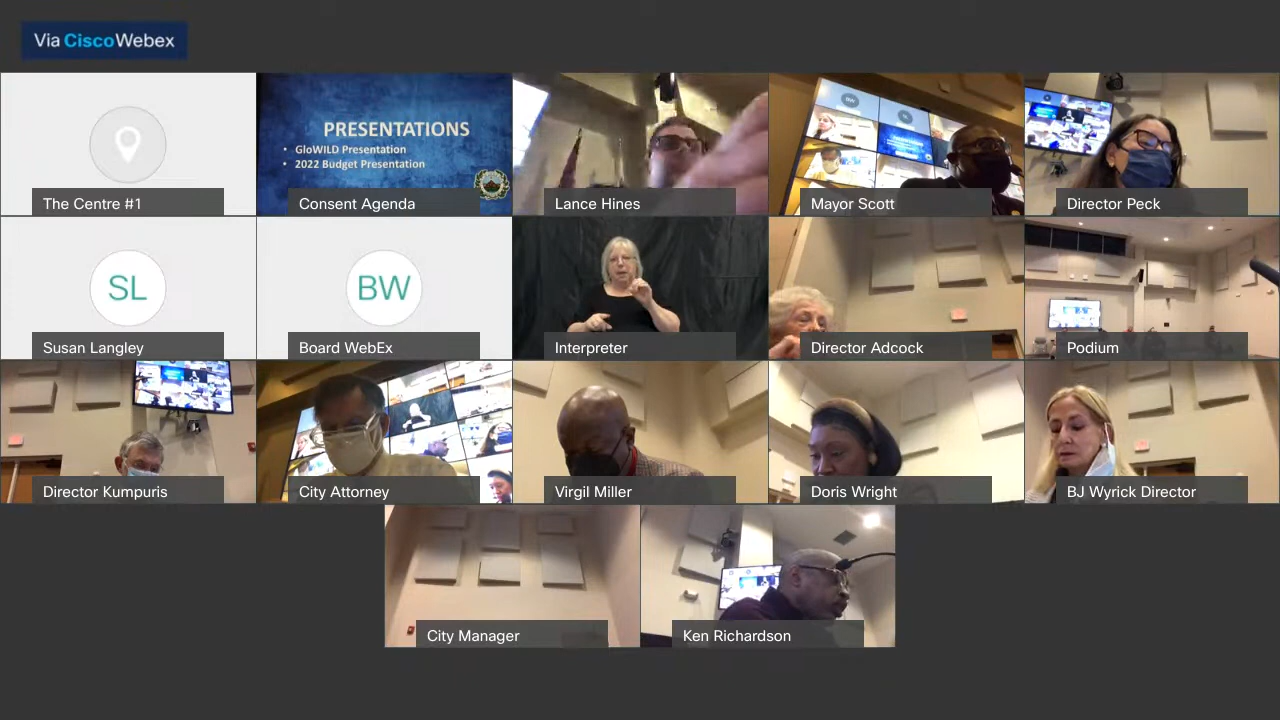 Via Cisco Webex
PRESENTATIONS
• GloWILD Presentation
• 2022 Budget Presentation
The Centre #1
Consent Agenda
Lance Hines
Mayor Scott
Director Peck
SL
BW
Susan Langley
Board WebEx
Interpreter
Director Adcock
Podium
Director Kumpuris
City Attorney
Virgil Miller
Doris Wright
BJ Wyrick Director
City Manager
Ken Richardson